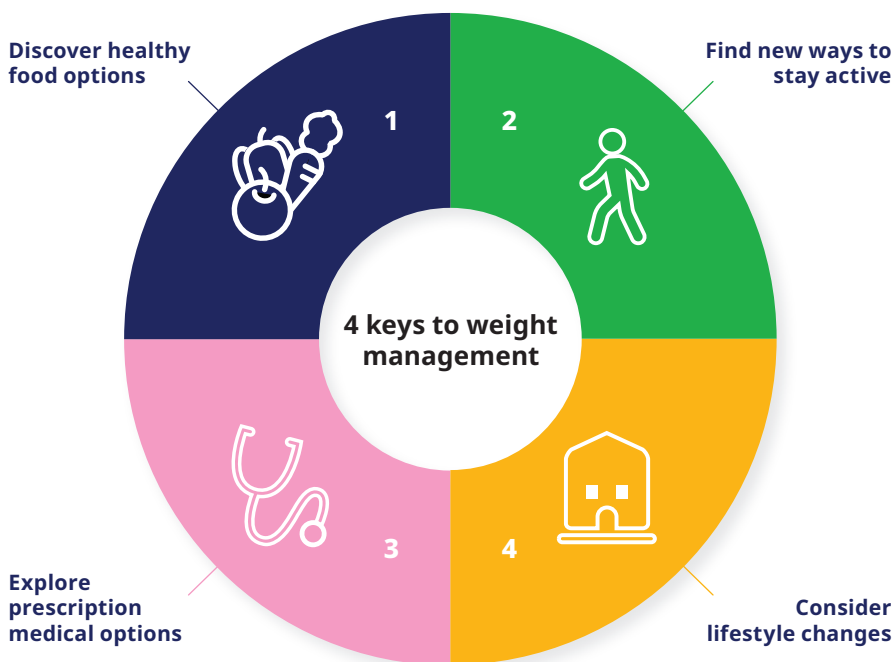 Discover healthy
food options
Find new ways to
stay active
1
2
4 keys to weight
management
3
4
Explore
prescription
medical options
Consider
lifestyle changes